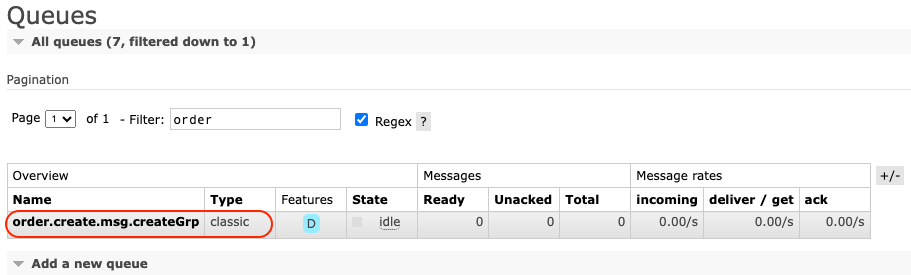 Queues
All queues (7, filtered down to 1)
Pagination
Page 1 of 1 - Filter: order Regex ?
Overview Messages Message rates +/-
Name Type Features State Ready Unacked Total incoming deliver / get ack
order.create.msg.createGrp classic D idle 0 0 0 0.00/s 0.00/s 0.00/s
Add a new queue